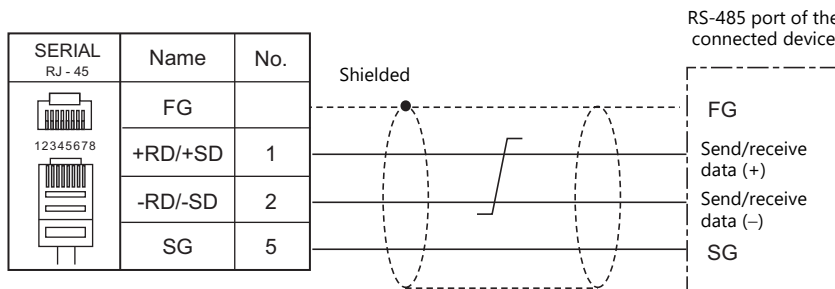 RS-485 port of the
connected device
SERIAL
RJ - 45
Name
No.
Shielded
FG
FG
12345678
+RD/+SD
1
Send/receive
data (+)
-RD/-SD
2
Send/receive
data (−)
SG
5
SG